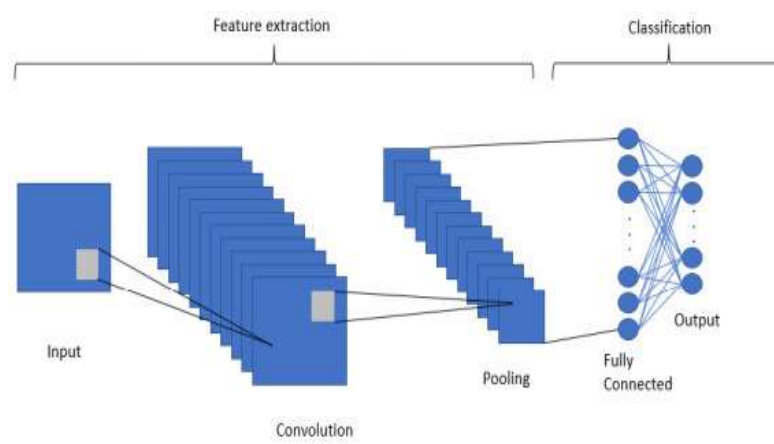 Feature extraction
Classification
Input
Convolution
Pooling
Fully
Connected
Output